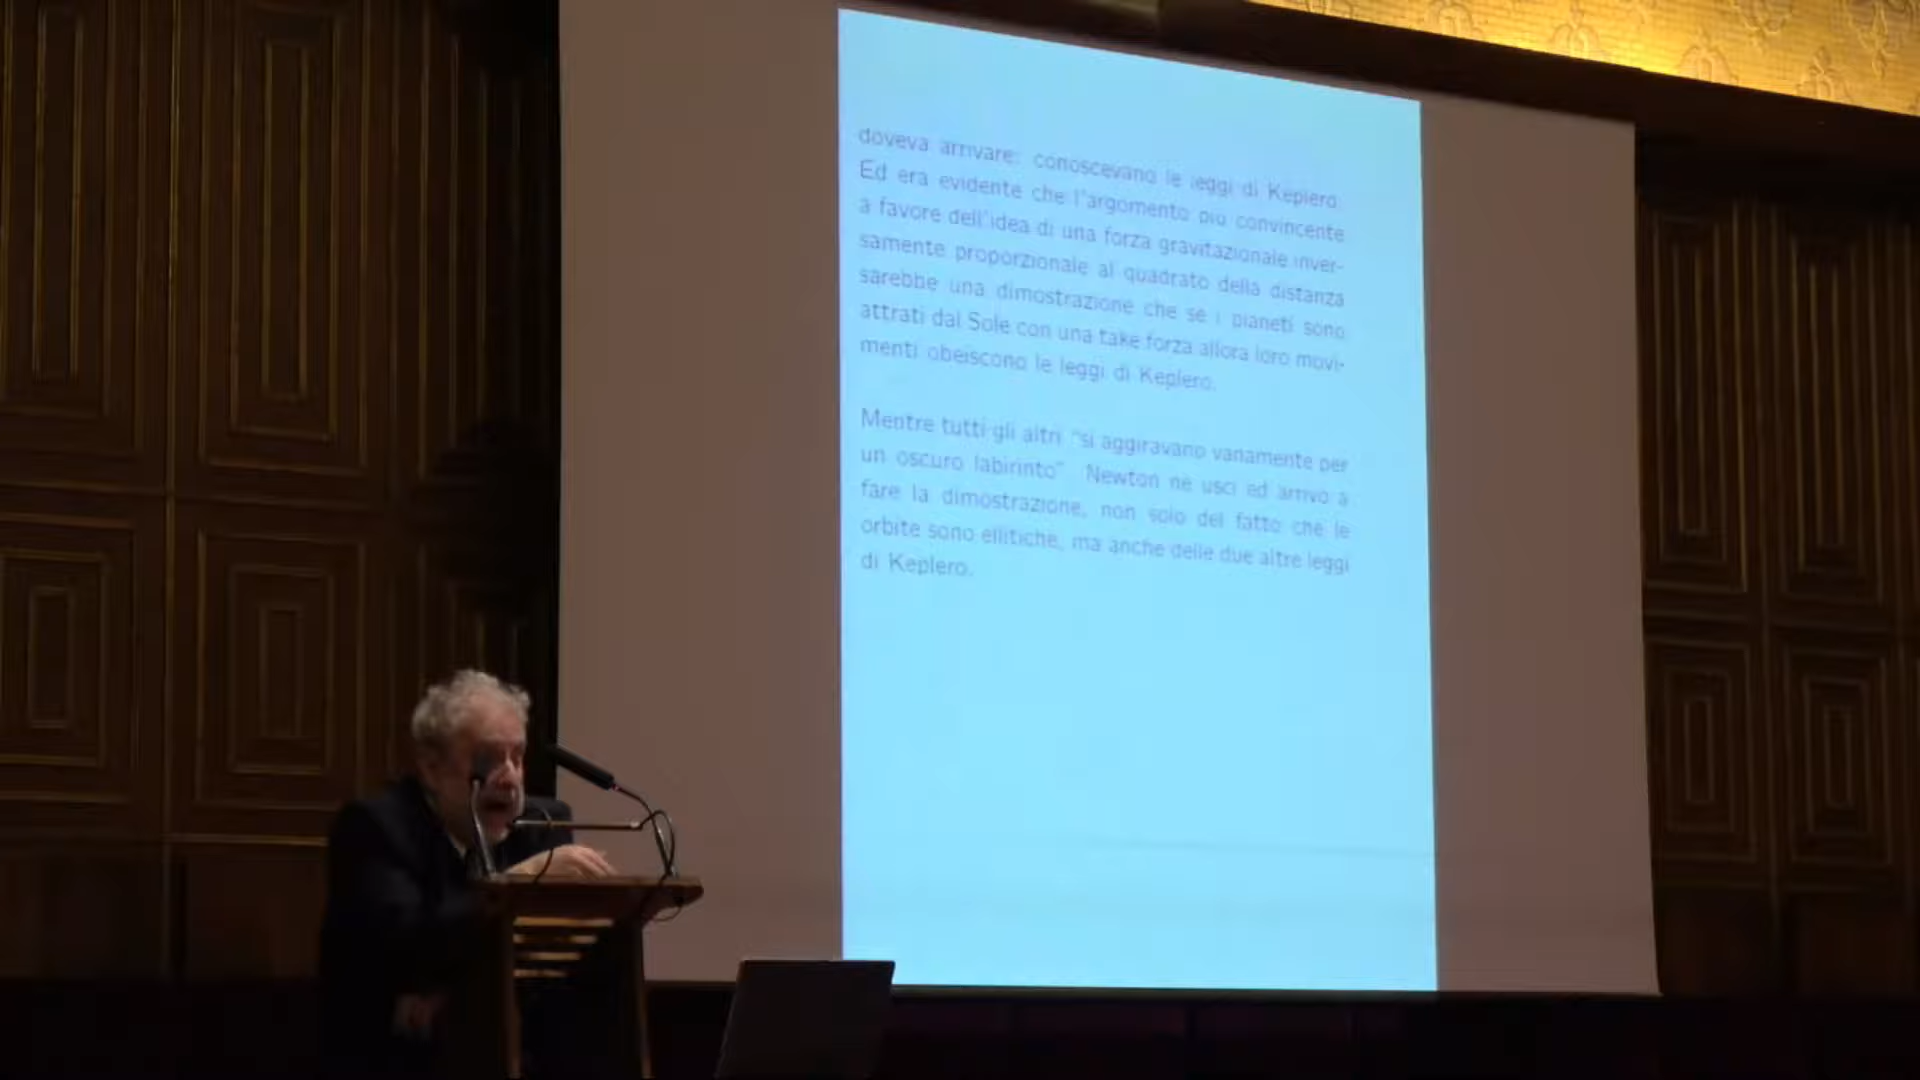 doveva arrivare: conoscevano le leggi di Keplero.
Ed era evidente che l'argomento più convincente
a favore dell'idea di una forza gravitazionale inver-
samente proporzionale al quadrato della distanza
sarebbe una dimostrazione che se i pianeti sono
attrati dal Sole con una take forza allora loro movi-
menti obeiscono le leggi di Keplero.
Mentre tutti gli altri "si aggiravano vanamente per
un oscuro labirinto" Newton ne uscì ed arrivò a
fare la dimostrazione, non solo del fatto che le
orbite sono ellitiche, ma anche delle due altre leggi
di Keplero.